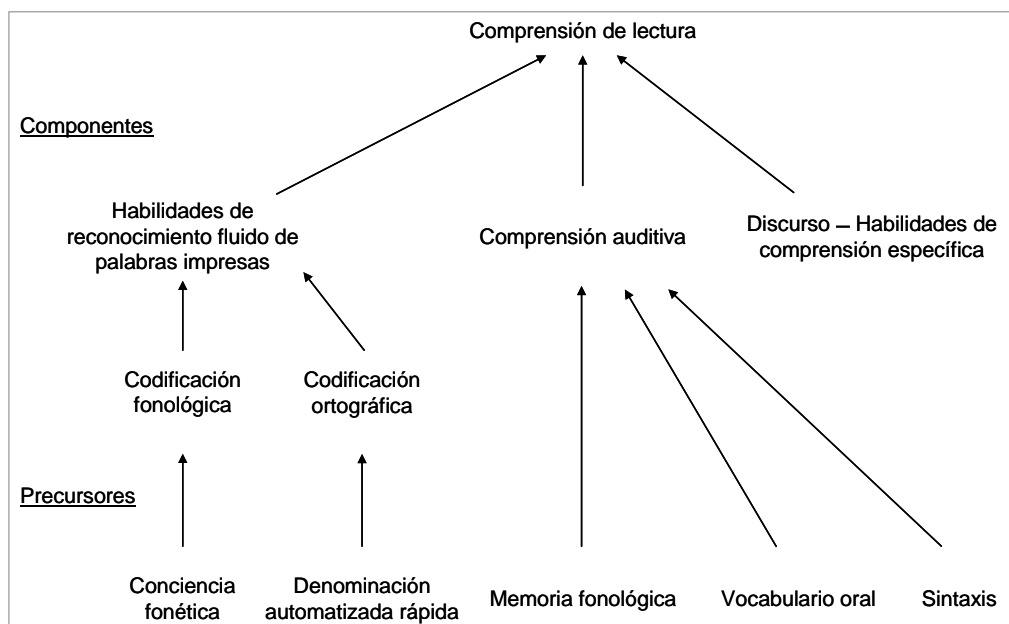 Comprensión de lectura
Componentes
Habilidades de
reconocimiento fluido de
palabras impresas
Comprensión auditiva
Discurso – Habilidades de
comprensión específica
Codificación
fonológica
Codificación
ortográfica
Precursores
Conciencia
fonética
Denominación
automatizada rápida
Memoria fonológica
Vocabulario oral
Sintaxis